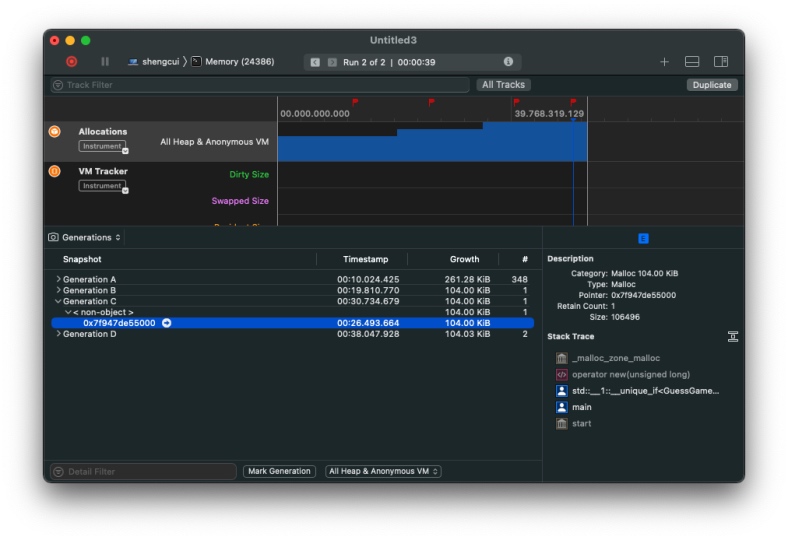 Untitled3
shengcui 〉 Memory (24386)
Run 2 of 2 | 00:00:39
Track Filter
All Tracks
Duplicate
00.00.000.000
39.768.319.129
Allocations
Instrument
All Heap & Anonymous VM
VM Tracker
Instrument
Dirty Size
Swapped Size
Generations
Snapshot Timestamp Growth #
Generation A 00:10.024.425 261.28 KiB 348
Generation B 00:19.810.770 104.00 KiB 1
Generation C 00:30.734.679 104.00 KiB 1
< non-object > 104.00 KiB 1
0x7f947de55000 00:26.493.664 104.00 KiB
Generation D 00:38.047.928 104.03 KiB 2
E
Description
Category: Malloc 104.00 KiB
Type: Malloc
Pointer: 0x7f947de55000
Retain Count: 1
Size: 106496
Stack Trace
_malloc_zone_malloc
operator new(unsigned long)
std::__1::__unique_if<GuessGame...
main
start
Detail Filter
Mark Generation
All Heap & Anonymous VM